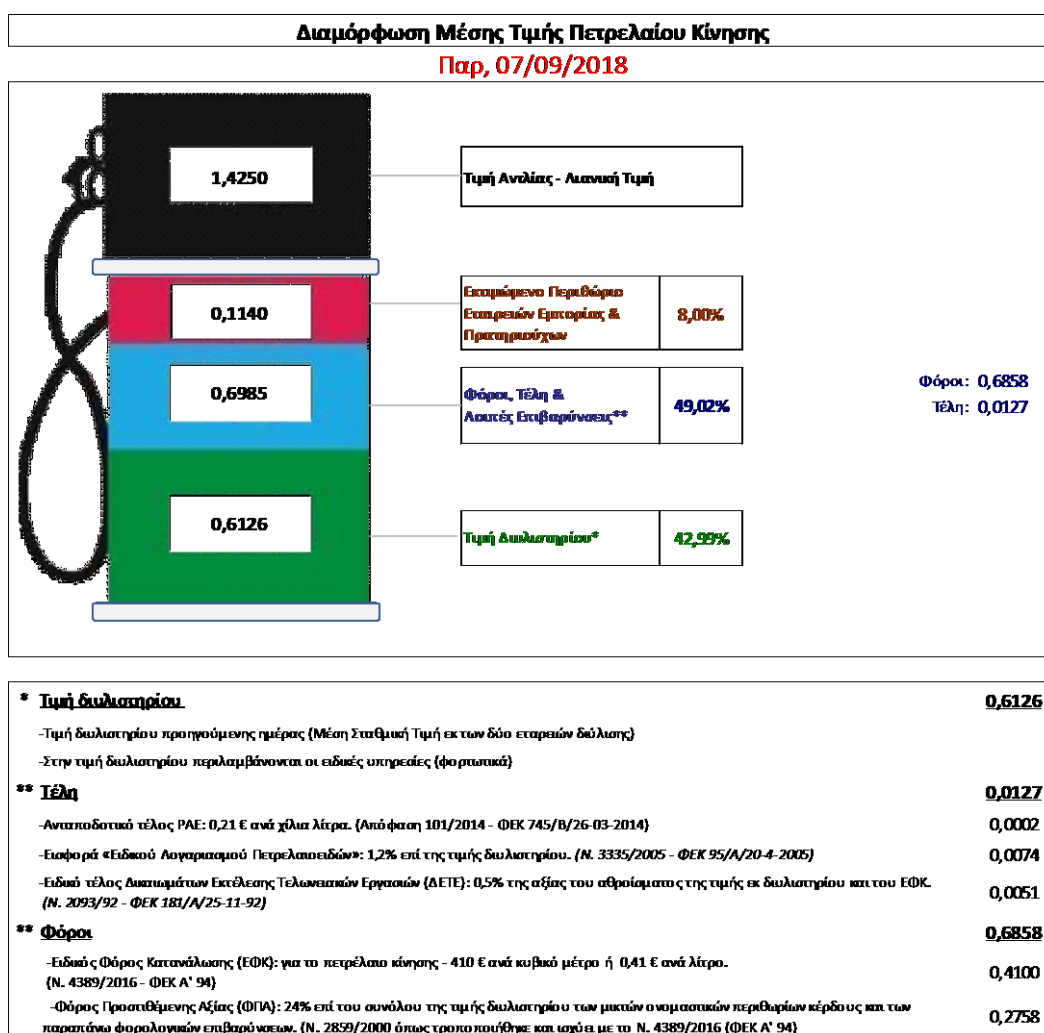 Διαμόρφωση Μέσης Τιμής Πετρελαίου Κίνησης
Παρ, 07/09/2018
1,4250
Τιμή Αντλίας - Λιανική Τιμή
0,1140
Εκτιμώμενο Περιθώριο
Εταιρειών Εμπορίας &
Πρατηριούχων
8,00%
0,6985
Φόροι, Τέλη &
Λοιπές Επιβαρύνσεις**
49,02%
Φόροι: 0,6858
Τέλη: 0,0127
0,6126
Τιμή Διυλιστηρίου*
42,99%
* Τιμή διυλιστηρίου 0,6126
-Τιμή διυλιστηρίου προηγούμενης ημέρας {Μέση Σταθμική Τιμή εκ των δύο εταρειών διύλισης}
-Στην τιμή διυλιστηρίου περιλαμβάνονται οι ειδικές υπηρεσίες {φορτωτικά}
** Τέλη 0,0127
-Ανταποδοτικό τέλος ΡΑΕ: 0,21 € ανά χίλια λίτρα. {Απόφαση 101/2014 - ΦΕΚ 745/Β/26-03-2014} 0,0002
-Εισφορά «Ειδικού Λογαριασμού Πετρελαιοειδών»: 1,2% επί της τιμής διυλιστηρίου. (Ν. 3335/2005 - ΦΕΚ 95/Α/20-4-2005) 0,0074
-Ειδικό τέλος Δικαιωμάτων Εκτέλεσης Τελωνειακών Εργασιών {ΔΕΤΕ}: 0,5% της αξίας του αθροίσματος της τιμής εκ διυλιστηρίου και του ΕΦΚ.
(Ν. 2093/92 - ΦΕΚ 181/Α/25-11-92) 0,0051
** Φόροι 0,6858
-Ειδικός Φόρος Κατανάλωσης {ΕΦΚ}: για το πετρέλαιο κίνησης - 410 € ανά κυβικό μέτρο ή 0,41 € ανά λίτρο.
{Ν. 4389/2016 - ΦΕΚ Α' 94} 0,4100
-Φόρος Προστιθέμενης Αξίας {ΦΠΑ}: 24% επί του συνόλου της τιμής διυλιστηρίου των μικτών ονομαστικών περιθωρίων κέρδους και των
παραπάνω φορολογικών επιβαρύνσεων. {Ν. 2859/2000 όπως τροποποιήθηκε και ισχύει με το Ν. 4389/2016 {ΦΕΚ Α' 94} 0,2758